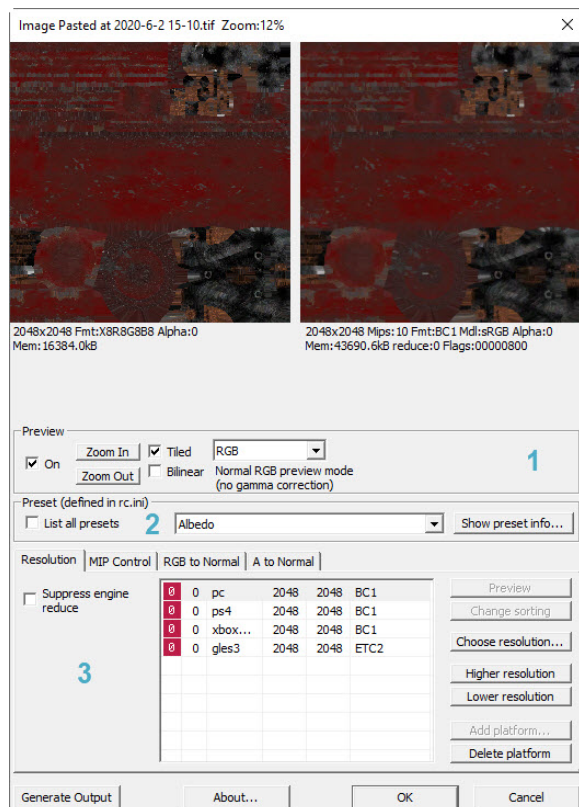 Image Pasted at 2020-6-2 15-10.tif Zoom:12%
2048x2048 Fmt:X8R8G8B8 Alpha:0
Mem:16384.0kB
2048x2048 Mips:10 Fmt:BC1 Mdl:sRGB Alpha:0
Mem:43690.6kB reduce:0 Flags:00000800
Preview
On
Zoom In
Zoom Out
Tiled
Bilinear
RGB
Normal RGB preview mode
(no gamma correction)
1
Preset (defined in rc.ini)
List all presets
2
Albedo
Show preset info...
Resolution MIP Control RGB to Normal A to Normal
Suppress engine
reduce
3
0 0 pc 2048 2048 BC1
0 0 ps4 2048 2048 BC1
0 0 xbox... 2048 2048 BC1
0 0 gles3 2048 2048 ETC2
Preview
Change sorting
Choose resolution...
Higher resolution
Lower resolution
Add platform...
Delete platform
Generate Output About... OK Cancel